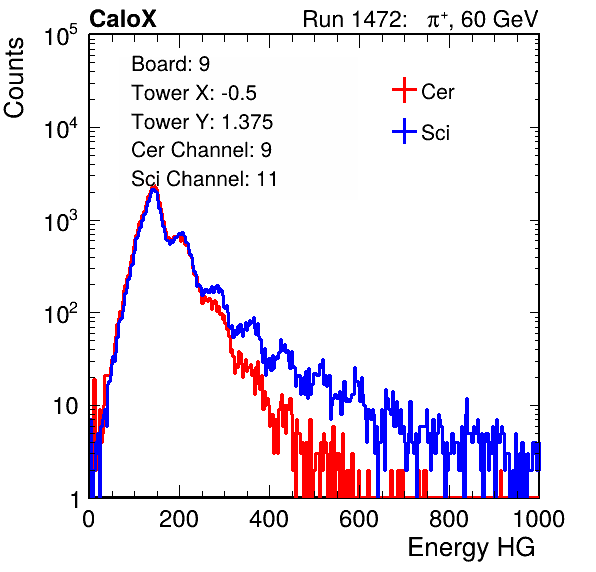 CaloX Run 1472: π⁺, 60 GeV
Counts
10⁵
10⁴
10³
10²
10
1
Board: 9
Tower X: -0.5
Tower Y: 1.375
Cer Channel: 9
Sci Channel: 11
Cer
Sci
0 200 400 600 800 1000
Energy HG